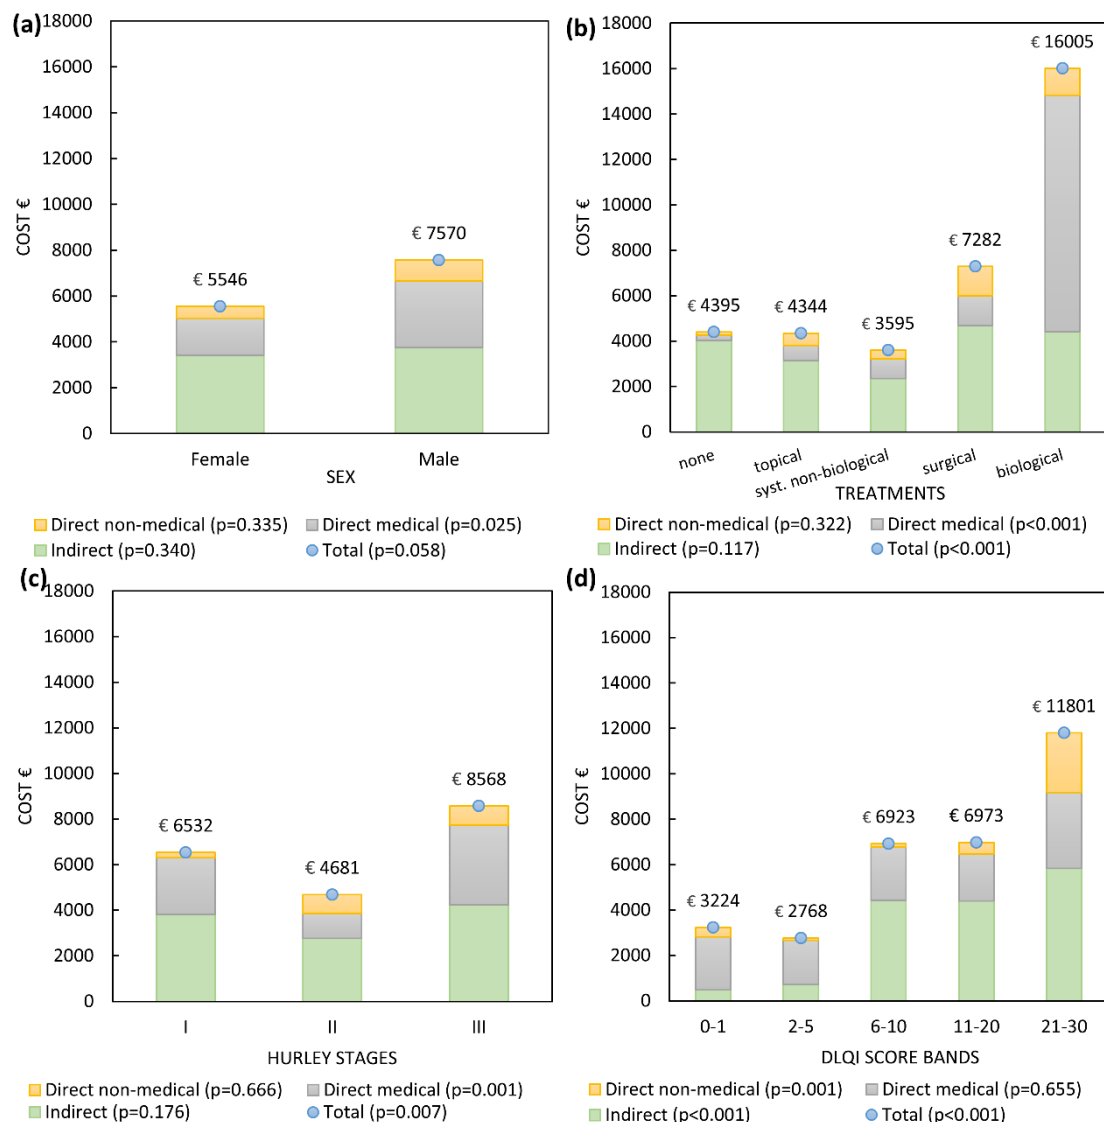 (a)
18000
16000
14000
12000
10000
8000
6000
4000
2000
0
COST €
€ 5546
€ 7570
Female
Male
SEX
Direct non-medical (p=0.335)
Direct medical (p=0.025)
Indirect (p=0.340)
Total (p=0.058)
(b)
18000
16000
14000
12000
10000
8000
6000
4000
2000
0
COST €
€ 4395
€ 4344
€ 3595
€ 7282
€ 16005
none
topical
syst. non-biological
surgical
biological
TREATMENTS
Direct non-medical (p=0.322)
Direct medical (p<0.001)
Indirect (p=0.117)
Total (p<0.001)
(c)
18000
16000
14000
12000
10000
8000
6000
4000
2000
0
COST €
€ 6532
€ 4681
€ 8568
I
II
III
HURLEY STAGES
Direct non-medical (p=0.666)
Direct medical (p=0.001)
Indirect (p=0.176)
Total (p=0.007)
(d)
18000
16000
14000
12000
10000
8000
6000
4000
2000
0
COST €
€ 3224
€ 2768
€ 6923
€ 6973
€ 11801
0-1
2-5
6-10
11-20
21-30
DLQI SCORE BANDS
Direct non-medical (p=0.001)
Direct medical (p=0.655)
Indirect (p<0.001)
Total (p<0.001)